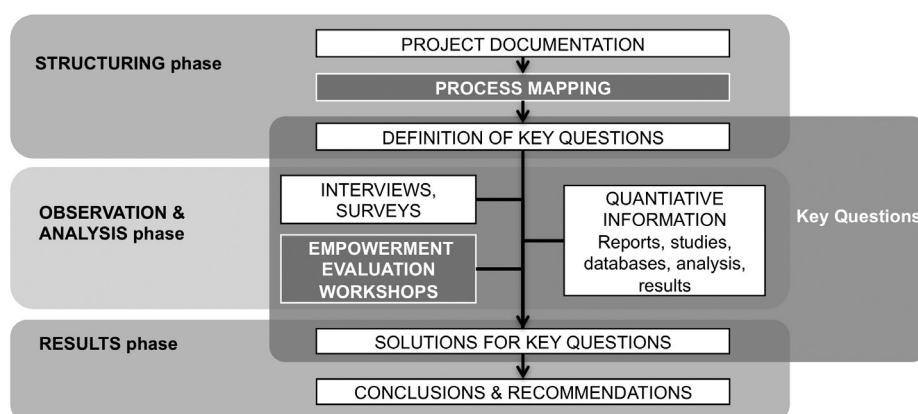 STRUCTURING phase
PROJECT DOCUMENTATION
PROCESS MAPPING
DEFINITION OF KEY QUESTIONS
OBSERVATION &
ANALYSIS phase
INTERVIEWS,
SURVEYS
EMPOWERMENT
EVALUATION
WORKSHOPS
QUANTIATIVE
INFORMATION
Reports, studies,
databases, analysis,
results
Key Questions
RESULTS phase
SOLUTIONS FOR KEY QUESTIONS
CONCLUSIONS & RECOMMENDATIONS